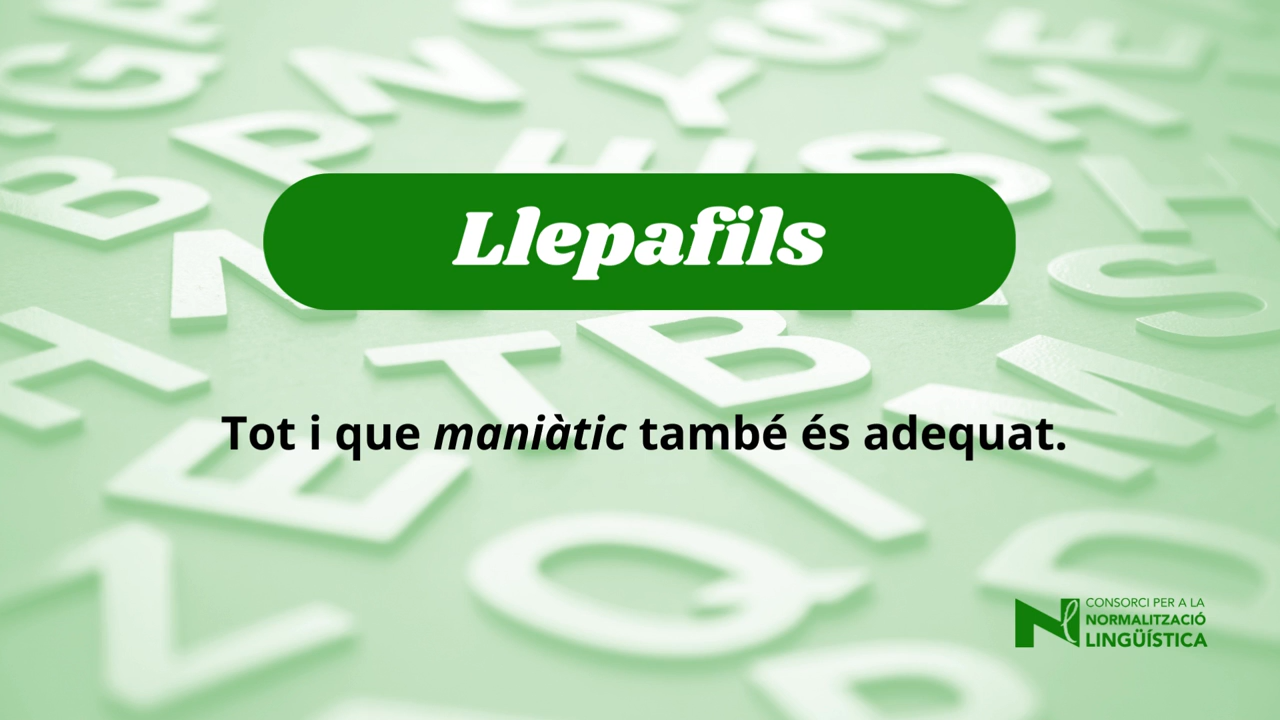 Llepafils
Tot i que maniàtic també és adequat.
CONSORCI PER A LA
NORMALITZACIÓ
LINGÜÍSTICA